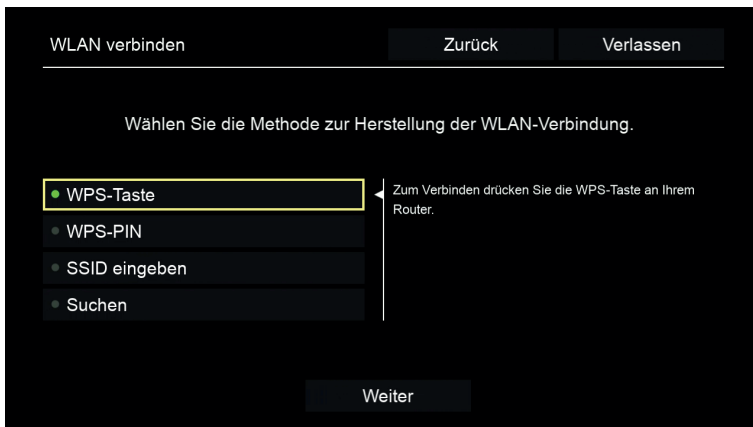 WLAN verbinden Zurück Verlassen
Wählen Sie die Methode zur Herstellung der WLAN-Verbindung.
WPS-Taste
WPS-PIN
SSID eingeben
Suchen
Zum Verbinden drücken Sie die WPS-Taste an Ihrem
Router.
Weiter